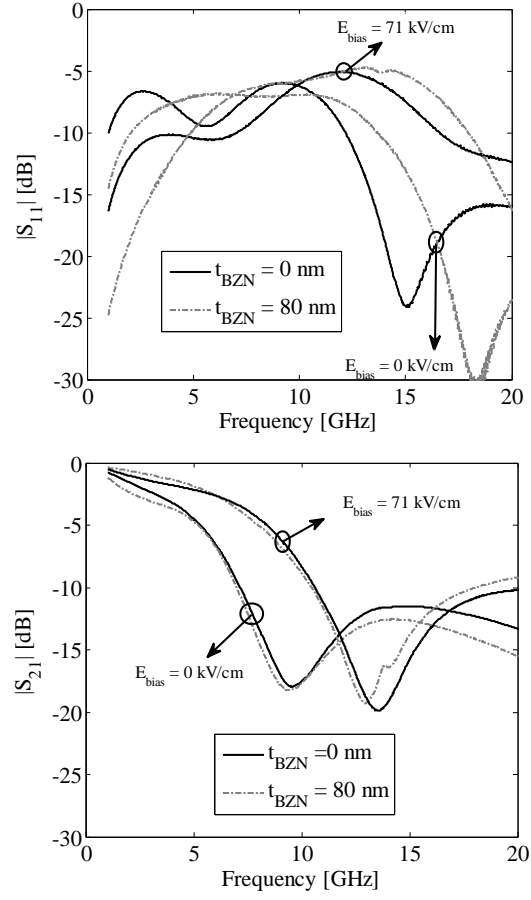 E_bias = 71 kV/cm
0
-5
-10
-15
-20
-25
-30
|S_11| [dB]
t_BZN = 0 nm
t_BZN = 80 nm
E_bias = 0 kV/cm
0 5 10 15 20
Frequency [GHz]
0
-5
-10
-15
-20
-25
-30
|S_21| [dB]
E_bias = 71 kV/cm
E_bias = 0 kV/cm
t_BZN =0 nm
t_BZN = 80 nm
0 5 10 15 20
Frequency [GHz]